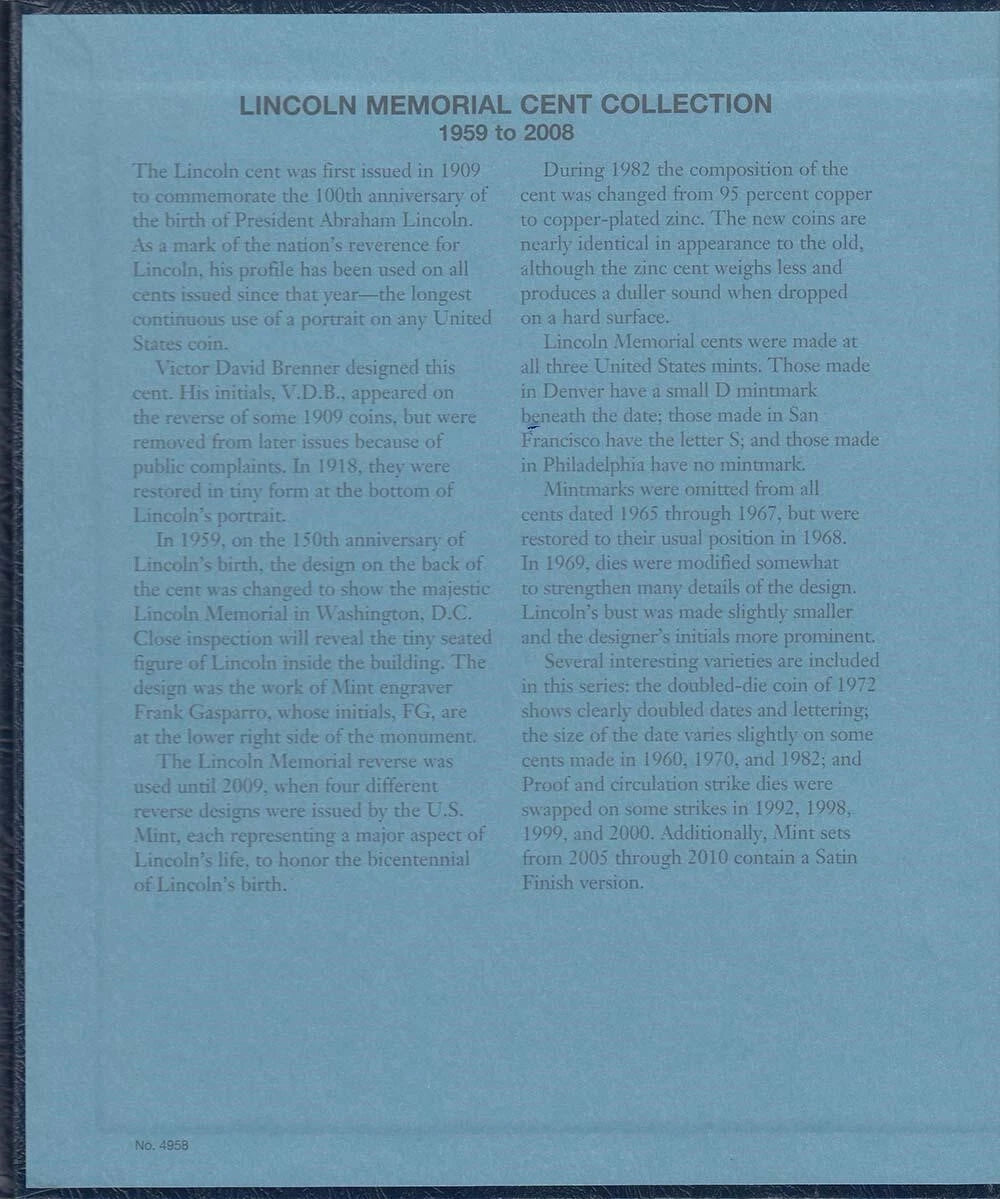 LINCOLN MEMORIAL CENT COLLECTION
1959 to 2008
The Lincoln cent was first issued in 1909
to commemorate the 100th anniversary of
the birth of President Abraham Lincoln.
As a mark of the nation's reverence for
Lincoln, his profile has been used on all
cents issued since that year—the longest
continuous use of a portrait on any United
States coin.
Victor David Brenner designed this
cent. His initials, V.D.B., appeared on
the reverse of some 1909 coins, but were
removed from later issues because of
public complaints. In 1918, they were
restored in tiny form at the bottom of
Lincoln's portrait.
In 1959, on the 150th anniversary of
Lincoln's birth, the design on the back of
the cent was changed to show the majestic
Lincoln Memorial in Washington, D.C.
Close inspection will reveal the tiny seated
figure of Lincoln inside the building. The
design was the work of Mint engraver
Frank Gasparro, whose initials, FG, are
at the lower right side of the monument.
The Lincoln Memorial reverse was
used until 2009, when four different
reverse designs were issued by the U.S.
Mint, each representing a major aspect of
Lincoln's life, to honor the bicentennial
of Lincoln's birth.
During 1982 the composition of the
cent was changed from 95 percent copper
to copper-plated zinc. The new coins are
nearly identical in appearance to the old,
although the zinc cent weighs less and
produces a duller sound when dropped
on a hard surface.
Lincoln Memorial cents were made at
all three United States mints. Those made
in Denver have a small D mintmark
beneath the date; those made in San
Francisco have the letter S; and those made
in Philadelphia have no mintmark.
Mintmarks were omitted from all
cents dated 1965 through 1967, but were
restored to their usual position in 1968.
In 1969, dies were modified somewhat
to strengthen many details of the design.
Lincoln's bust was made slightly smaller
and the designer's initials more prominent.
Several interesting varieties are included
in this series: the doubled-die coin of 1972
shows clearly doubled dates and lettering;
the size of the date varies slightly on some
cents made in 1960, 1970, and 1982; and
Proof and circulation strike dies were
swapped on some strikes in 1992, 1998,
1999, and 2000. Additionally, Mint sets
from 2005 through 2010 contain a Satin
Finish version.
No. 4958